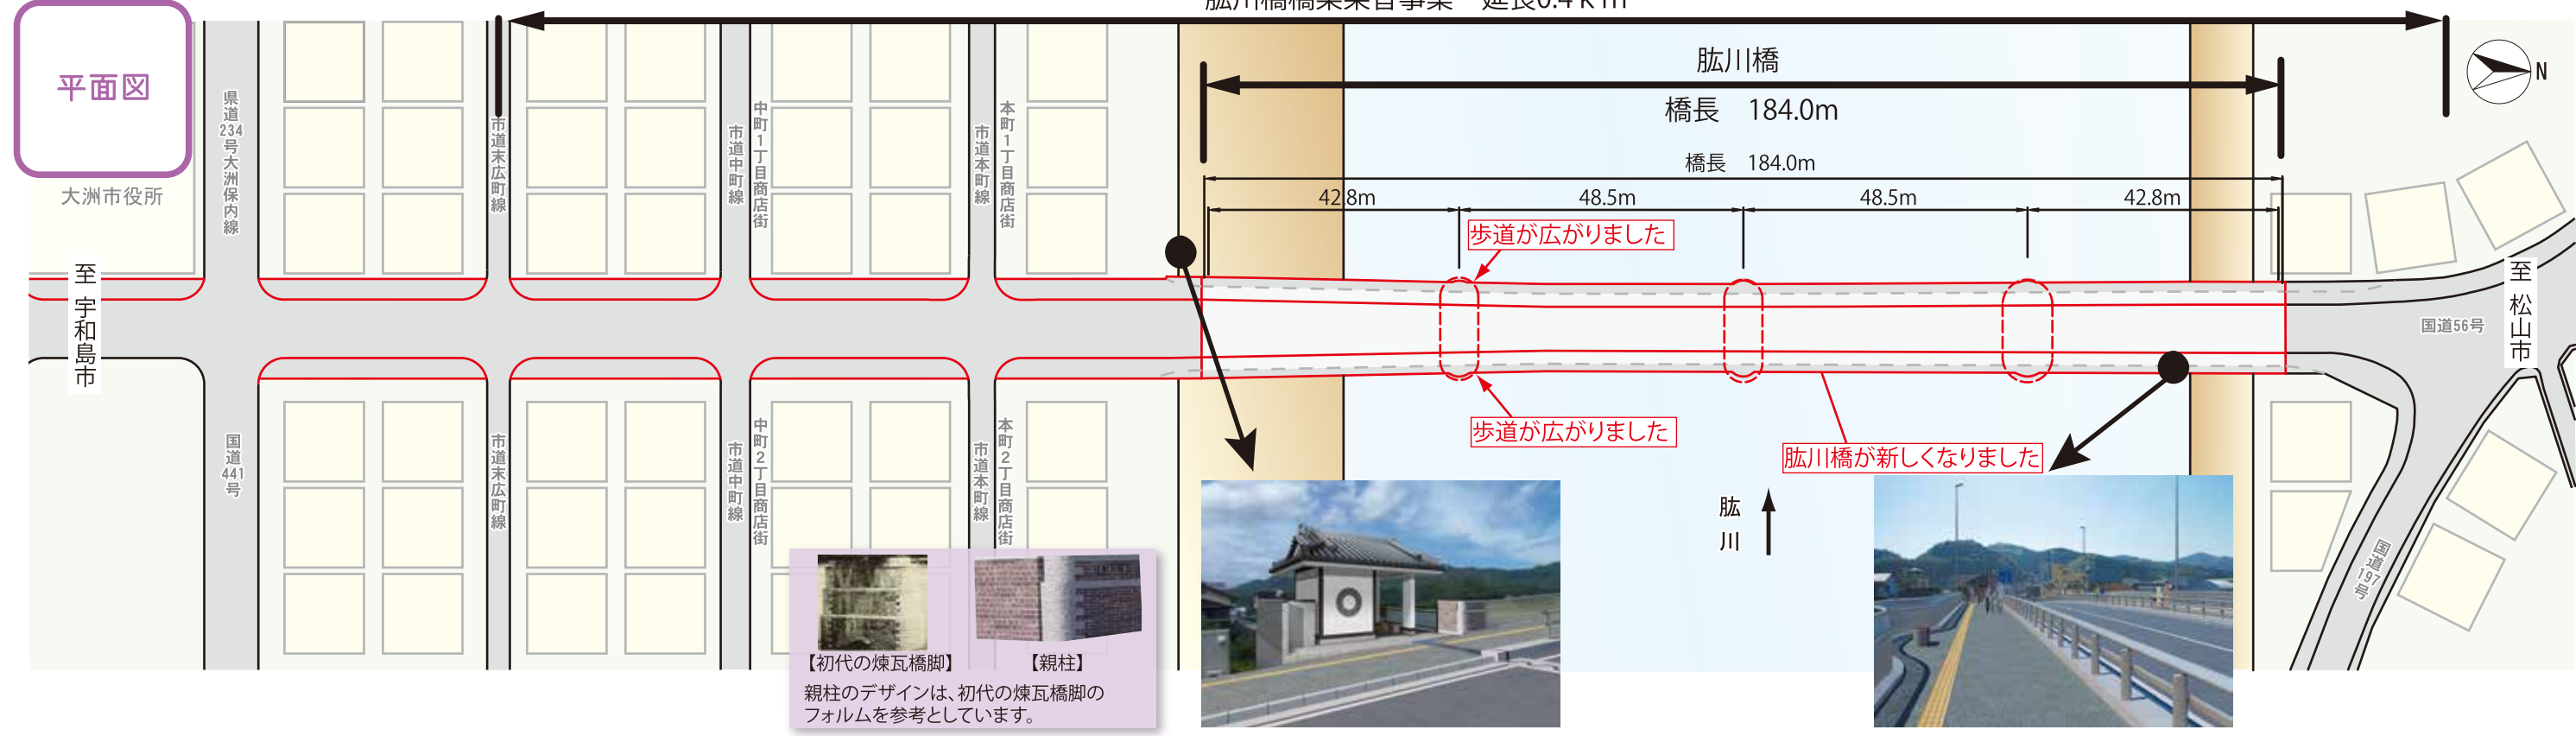 肱川橋橋梁架替事業　延長0.4ｋｍ
平面図
肱川橋
橋長　184.0m
橋長　184.0m
42.8m
48.5m
48.5m
42.8m
N
大洲市役所
県道234号大洲保内線
市道末広町線
市道中町線
中町1丁目商店街
市道本町線
本町1丁目商店街
歩道が広がりました
至　宇和島市
至　松山市
国道56号
歩道が広がりました
肱川橋が新しくなりました
国道441号
市道末広町線
市道中町線
中町2丁目商店街
市道本町線
本町2丁目商店街
肱川
国道197号
【初代の煉瓦橋脚】
【親柱】
親柱のデザインは、初代の煉瓦橋脚の
フォルムを参考としています。